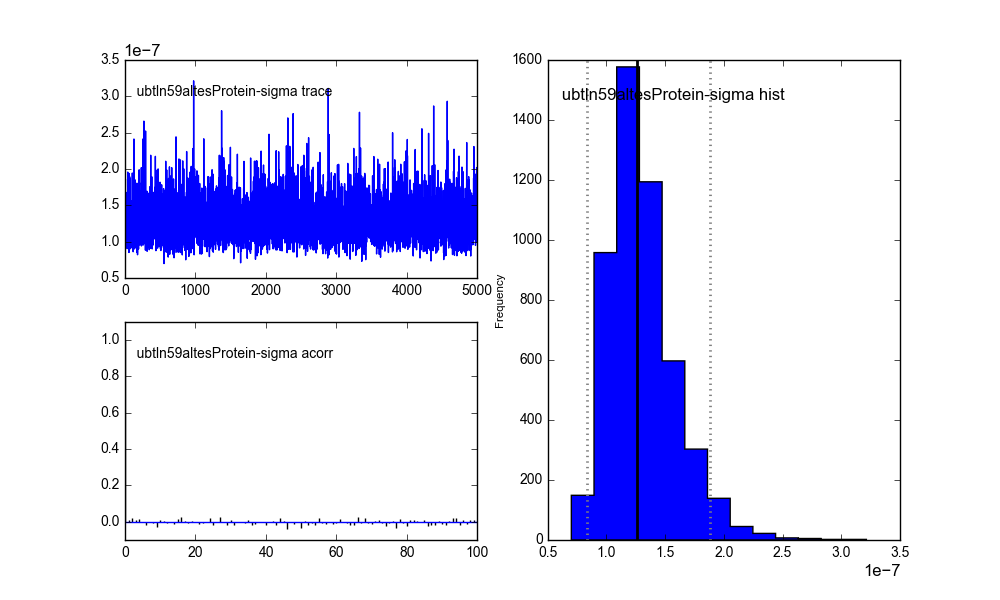 1e−7
3.5
3.0
2.5
2.0
1.5
1.0
0.5
ubtln59altesProtein-sigma trace
0 1000 2000 3000 4000 5000
1.0
0.8
0.6
0.4
0.2
0.0
ubtln59altesProtein-sigma acorr
0 20 40 60 80 100
Frequency
1600
1400
1200
1000
800
600
400
200
0
ubtln59altesProtein-sigma hist
0.5 1.0 1.5 2.0 2.5 3.0 3.5
1e−7